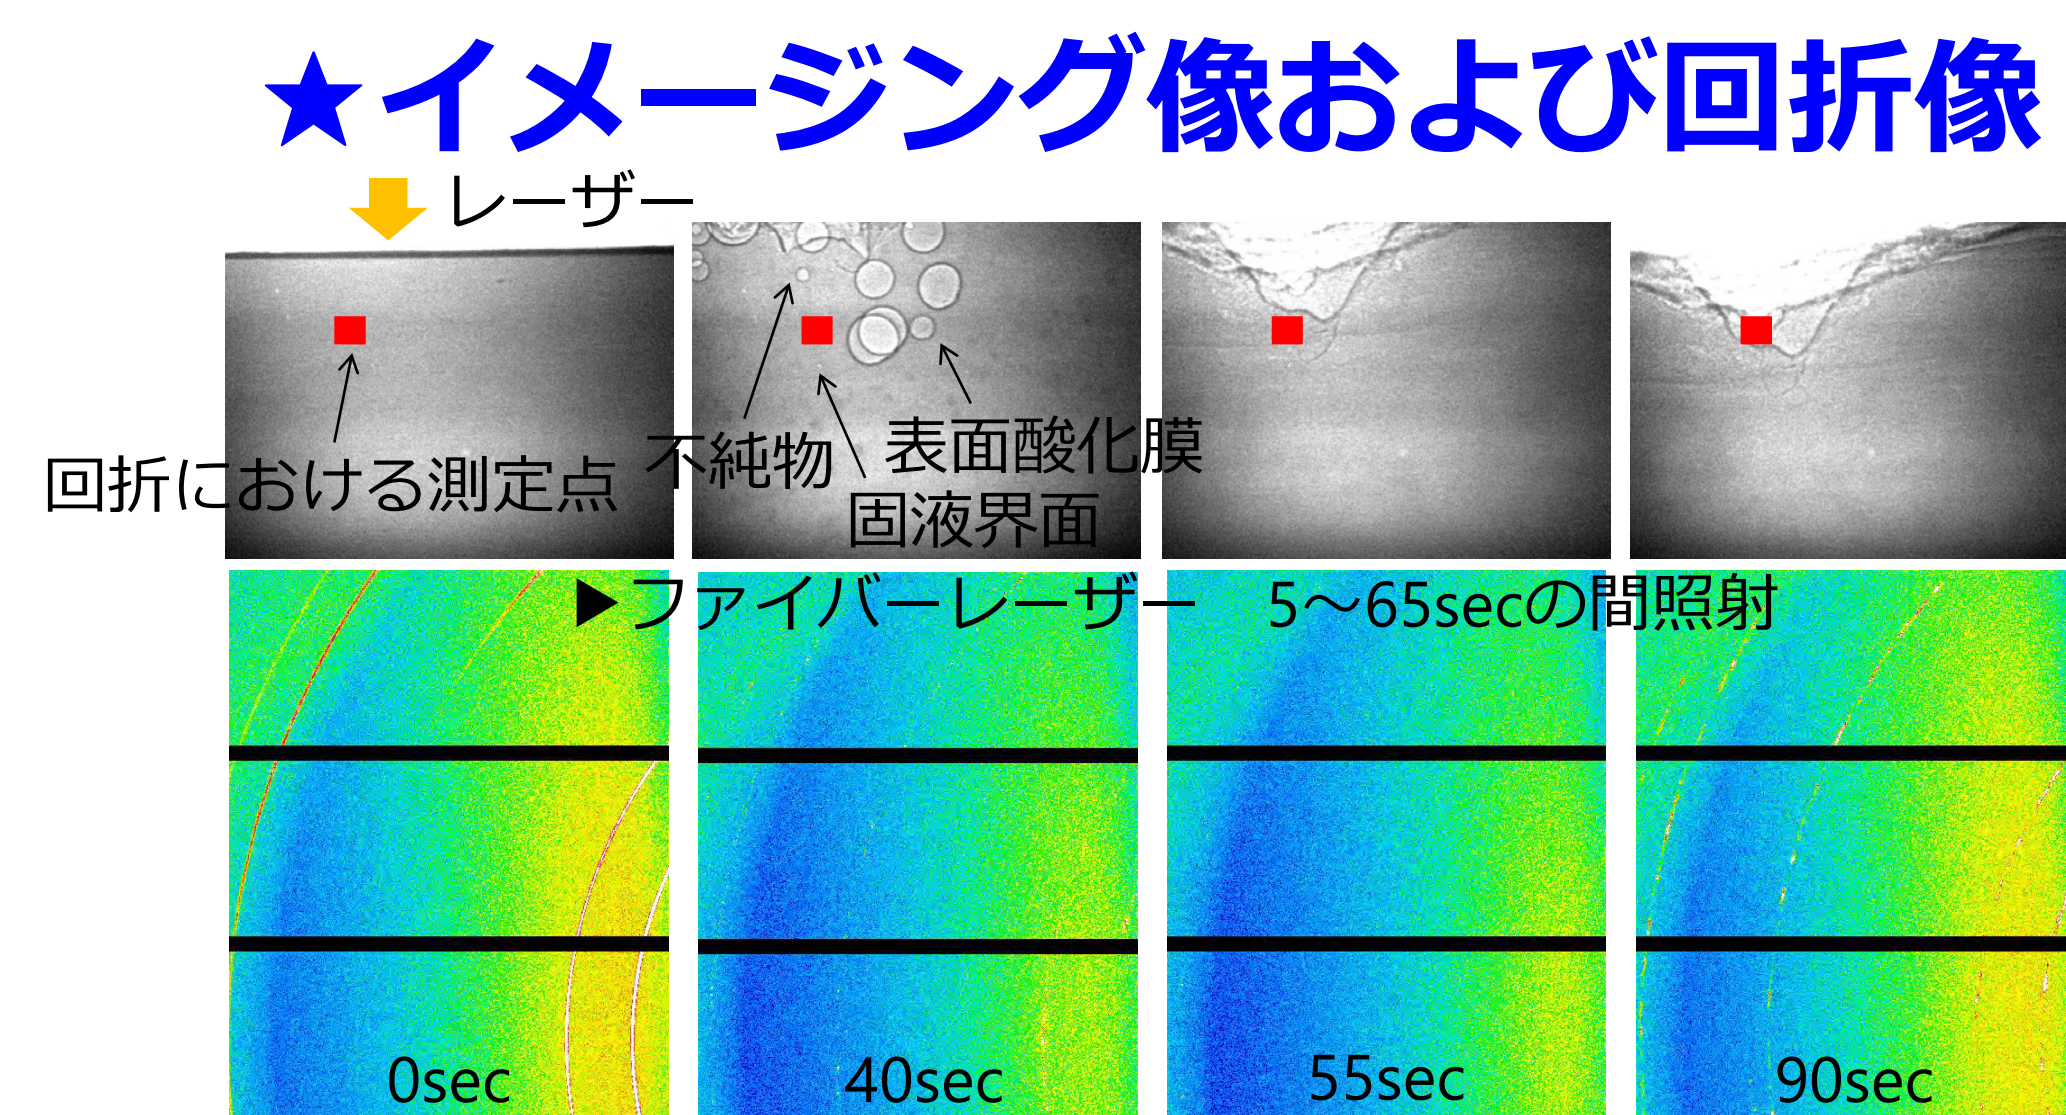 ★イメージング像および回折像
レーザー
回折における測定点
不純物
表面酸化膜
固液界面
▶ファイバーレーザー　5～65secの間照射
0sec
40sec
55sec
90sec